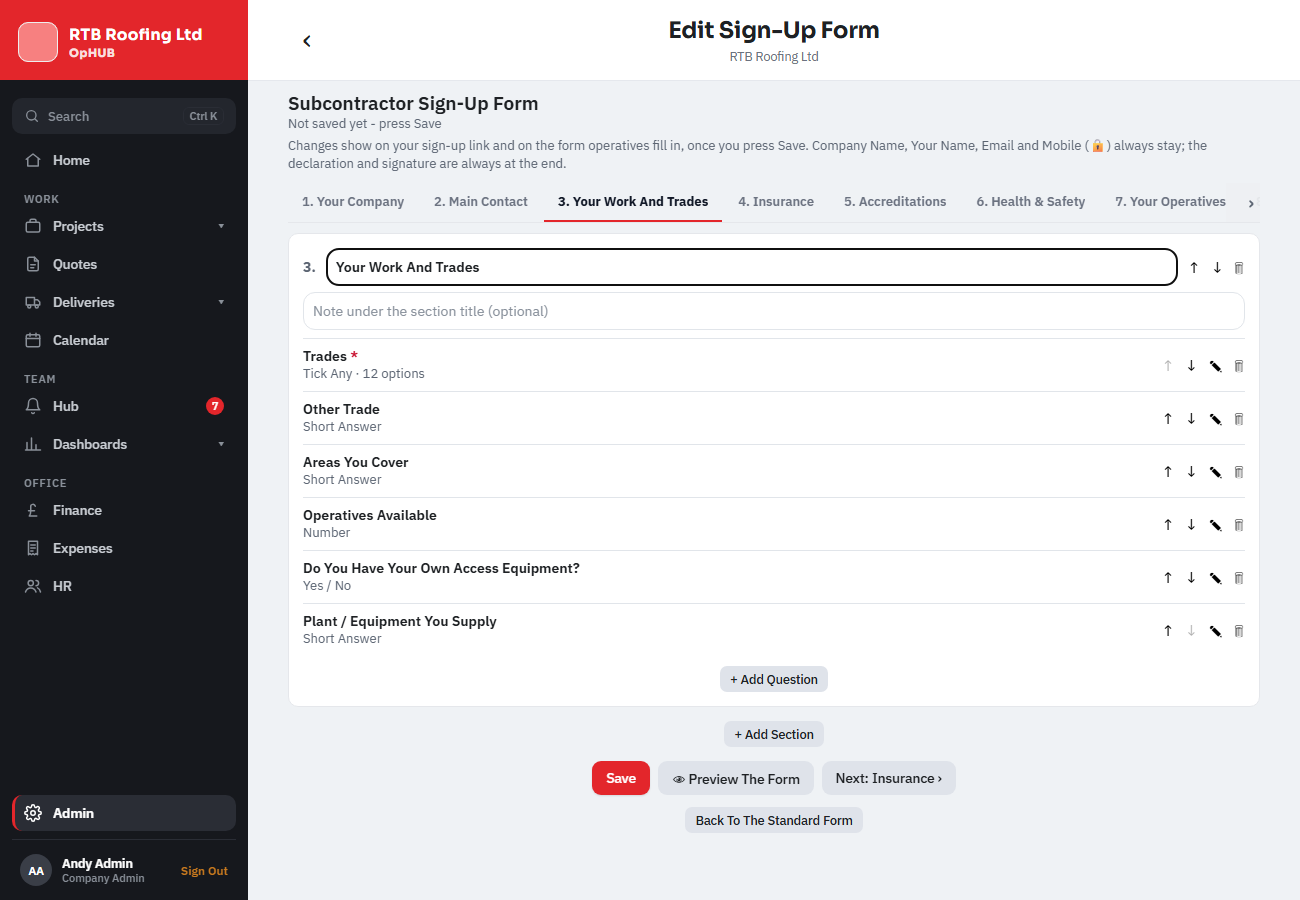 RTB Roofing Ltd
OpHUB
Search
Ctrl K
Home
WORK
Projects
Quotes
Deliveries
Calendar
TEAM
Hub
7
Dashboards
OFFICE
Finance
Expenses
HR
Admin
AA
Andy Admin
Company Admin
Sign Out
Edit Sign-Up Form
RTB Roofing Ltd
Subcontractor Sign-Up Form
Not saved yet - press Save
Changes show on your sign-up link and on the form operatives fill in, once you press Save. Company Name, Your Name, Email and Mobile (🔒) always stay; the
declaration and signature are always at the end.
1. Your Company
2. Main Contact
3. Your Work And Trades
4. Insurance
5. Accreditations
6. Health & Safety
7. Your Operatives
›
3.
Your Work And Trades
↑ ↓
Note under the section title (optional)
Trades *
Tick Any · 12 options
↑ ↓
Other Trade
Short Answer
↑ ↓
Areas You Cover
Short Answer
↑ ↓
Operatives Available
Number
↑ ↓
Do You Have Your Own Access Equipment?
Yes / No
↑ ↓
Plant / Equipment You Supply
Short Answer
↑ ↓
+ Add Question
+ Add Section
Save
Preview The Form
Next: Insurance ›
Back To The Standard Form